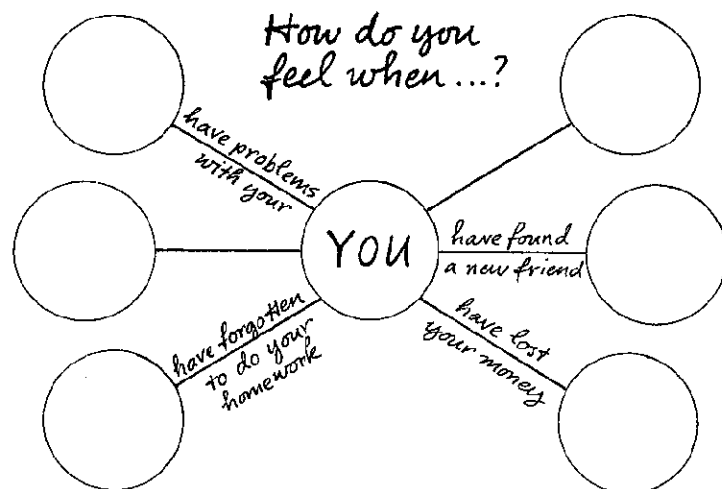 How do you
feel when...?
have problems
with your
YOU
have found
a new friend
have forgotten
to do your
homework
have lost
your money